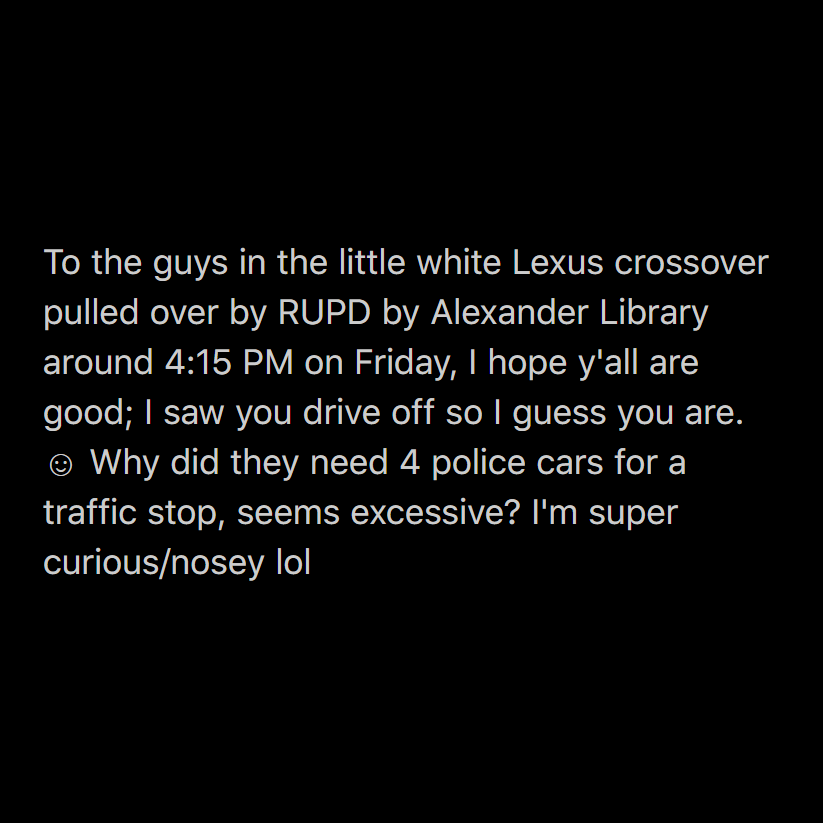 To the guys in the little white Lexus crossover
pulled over by RUPD by Alexander Library
around 4:15 PM on Friday, I hope y'all are
good; I saw you drive off so I guess you are.
☺ Why did they need 4 police cars for a
traffic stop, seems excessive? I'm super
curious/nosey lol